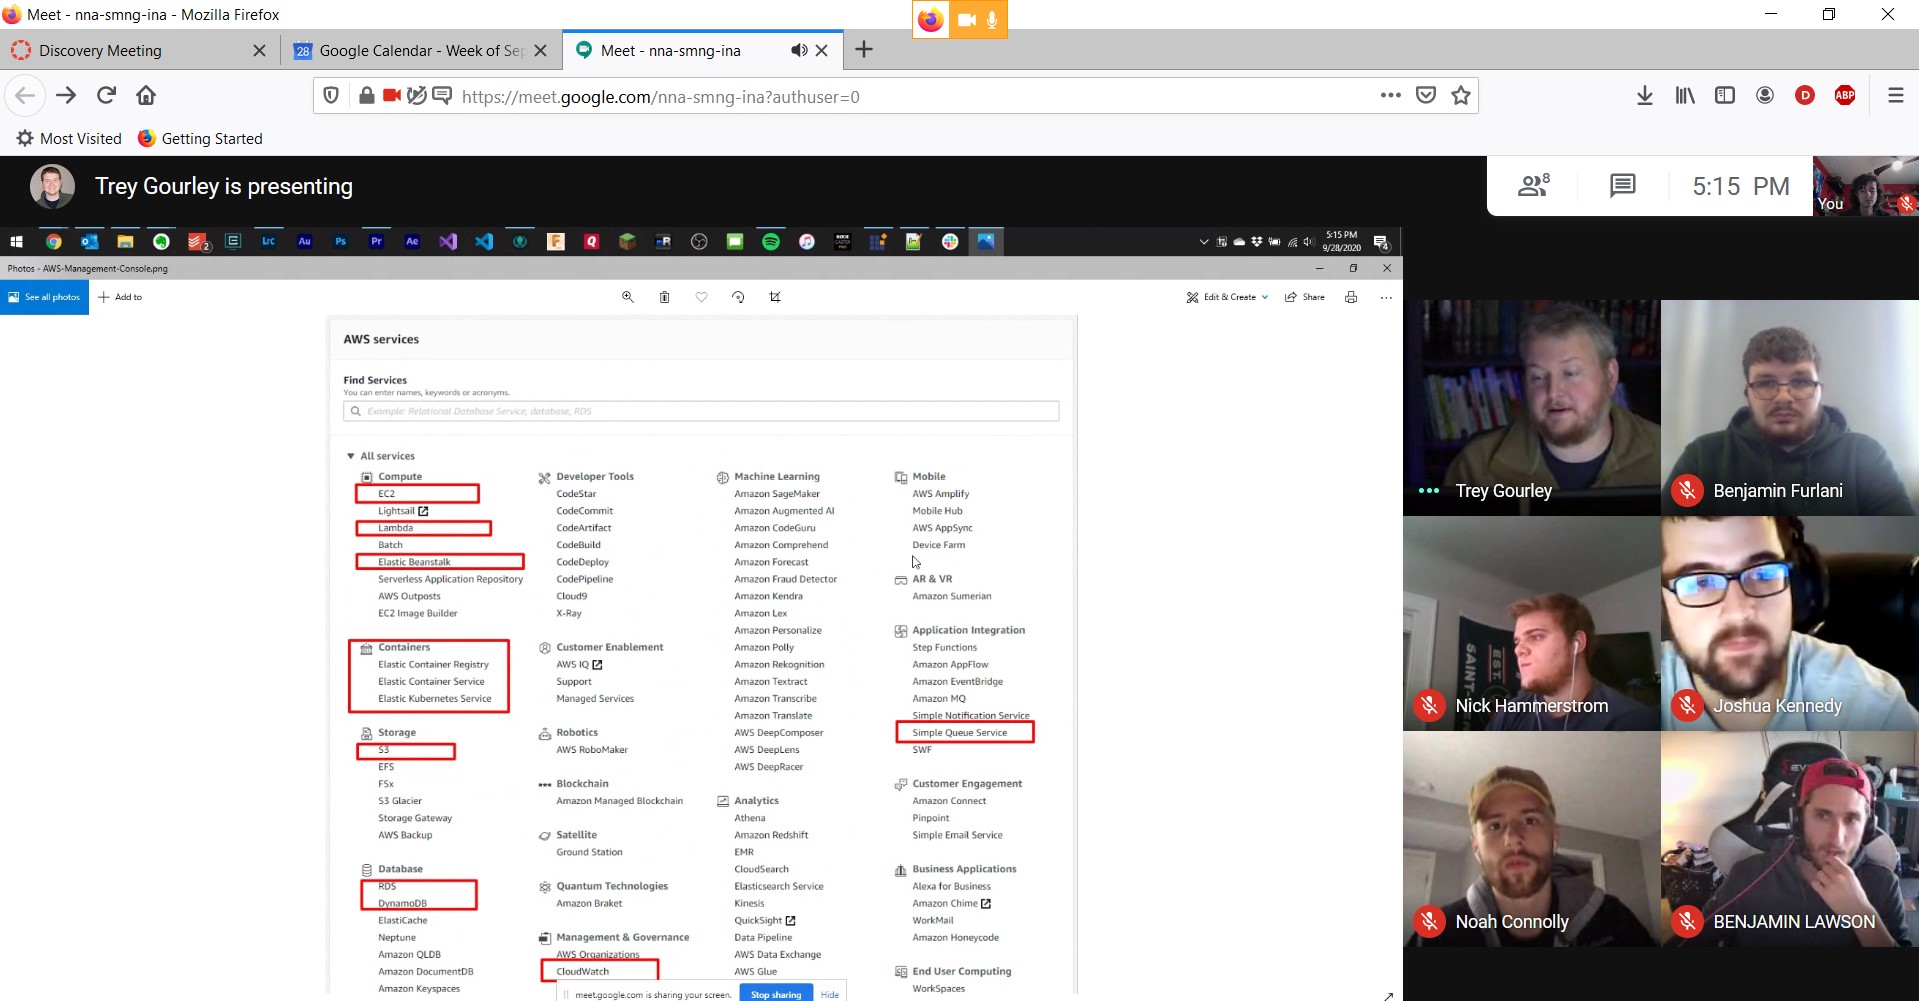 Meet - nna-smng-ina - Mozilla Firefox
Discovery Meeting
28
Google Calendar - Week of Sep
Meet - nna-smng-ina
https://meet.google.com/nna-smng-ina?authuser=0
D
ABP
Most Visited
Getting Started
Trey Gourley is presenting
8
5:15 PM
You
2
Lrc
Au
Ps
Pr
Ae
F
Q
mR
5:15 PM
9/28/2020
4
Photos - AWS-Management-Console.png
See all photos
Add to
Edit & Create
Share
AWS services
Find Services
You can enter names, keywords or acronyms.
Example: Relational Database Service, database, RDS
All services
Compute
EC2
Lightsail
Lambda
Batch
Elastic Beanstalk
Serverless Application Repository
AWS Outposts
EC2 Image Builder
Containers
Elastic Container Registry
Elastic Container Service
Elastic Kubernetes Service
Storage
S3
EFS
FSx
S3 Glacier
Storage Gateway
AWS Backup
Database
RDS
DynamoDB
ElastiCache
Neptune
Amazon QLDB
Amazon DocumentDB
Amazon Keyspaces
Developer Tools
CodeStar
CodeCommit
CodeArtifact
CodeBuild
CodeDeploy
CodePipeline
Cloud9
X-Ray
Customer Enablement
AWS IQ
Support
Managed Services
Robotics
AWS RoboMaker
Blockchain
Amazon Managed Blockchain
Satellite
Ground Station
Quantum Technologies
Amazon Braket
Management & Governance
AWS Organizations
CloudWatch
Machine Learning
Amazon SageMaker
Amazon Augmented AI
Amazon CodeGuru
Amazon Comprehend
Amazon Forecast
Amazon Fraud Detector
Amazon Kendra
Amazon Lex
Amazon Personalize
Amazon Polly
Amazon Rekognition
Amazon Textract
Amazon Transcribe
Amazon Translate
AWS DeepComposer
AWS DeepLens
AWS DeepRacer
Analytics
Athena
Amazon Redshift
EMR
CloudSearch
Elasticsearch Service
Kinesis
QuickSight
Data Pipeline
AWS Data Exchange
AWS Glue
Mobile
AWS Amplify
Mobile Hub
AWS AppSync
Device Farm
AR & VR
Amazon Sumerian
Application Integration
Step Functions
Amazon AppFlow
Amazon EventBridge
Amazon MQ
Simple Notification Service
Simple Queue Service
SWF
Customer Engagement
Amazon Connect
Pinpoint
Simple Email Service
Business Applications
Alexa for Business
Amazon Chime
WorkMail
Amazon Honeycode
End User Computing
WorkSpaces
meet.google.com is sharing your screen.
Stop sharing
Hide
Trey Gourley
Benjamin Furlani
SAINT-
EST.
Nick Hammerstrom
Joshua Kennedy
Noah Connolly
BENJAMIN LAWSON